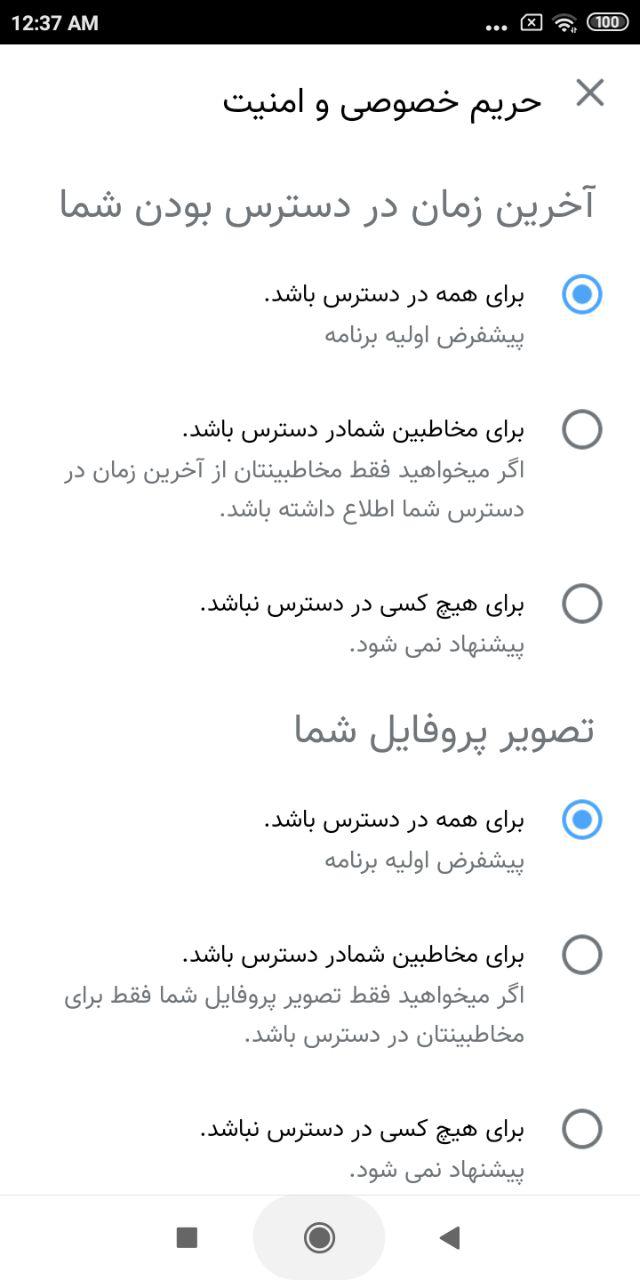 12:37 AM
100
حریم خصوصی و امنیت
آخرین زمان در دسترس بودن شما
برای همه در دسترس باشد.
پیشفرض اولیه برنامه
برای مخاطبین شمادر دسترس باشد.
اگر میخواهید فقط مخاطبینتان از آخرین زمان در
دسترس شما اطلاع داشته باشد.
برای هیچ کسی در دسترس نباشد.
پیشنهاد نمی شود.
تصویر پروفایل شما
برای همه در دسترس باشد.
پیشفرض اولیه برنامه
برای مخاطبین شمادر دسترس باشد.
اگر میخواهید فقط تصویر پروفایل شما فقط برای
مخاطبینتان در دسترس باشد.
برای هیچ کسی در دسترس نباشد.
پیشنهاد نمی شود.